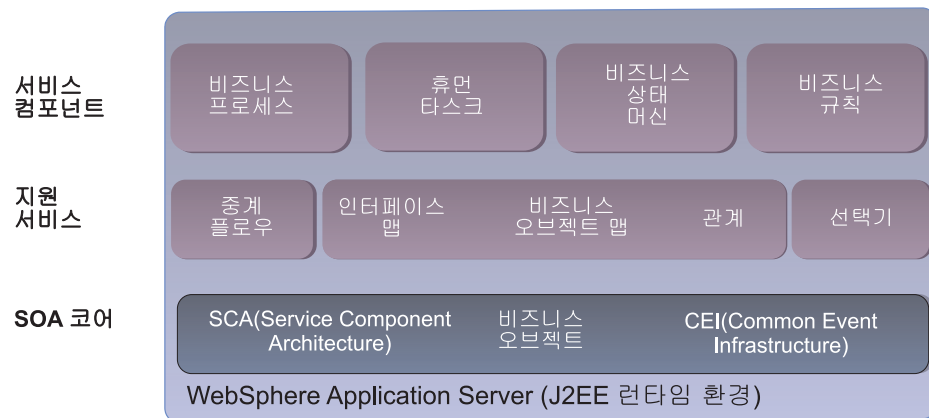 서비스
컴포넌트
비즈니스
프로세스
휴먼
타스크
비즈니스
상태
머신
비즈니스
규칙
지원
서비스
중계
플로우
인터페이스
맵
비즈니스
오브젝트 맵
관계
선택기
SOA 코어
SCA(Service Component
Architecture)
비즈니스
오브젝트
CEI(Common Event
Infrastructure)
WebSphere Application Server (J2EE 런타임 환경)